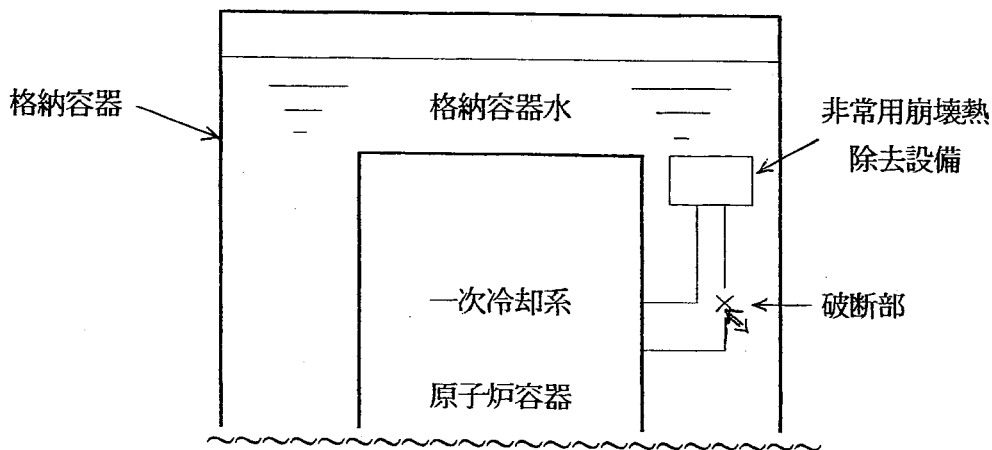 格納容器
格納容器水
非常用崩壊熱
除去設備
一次冷却系
破断部
原子炉容器